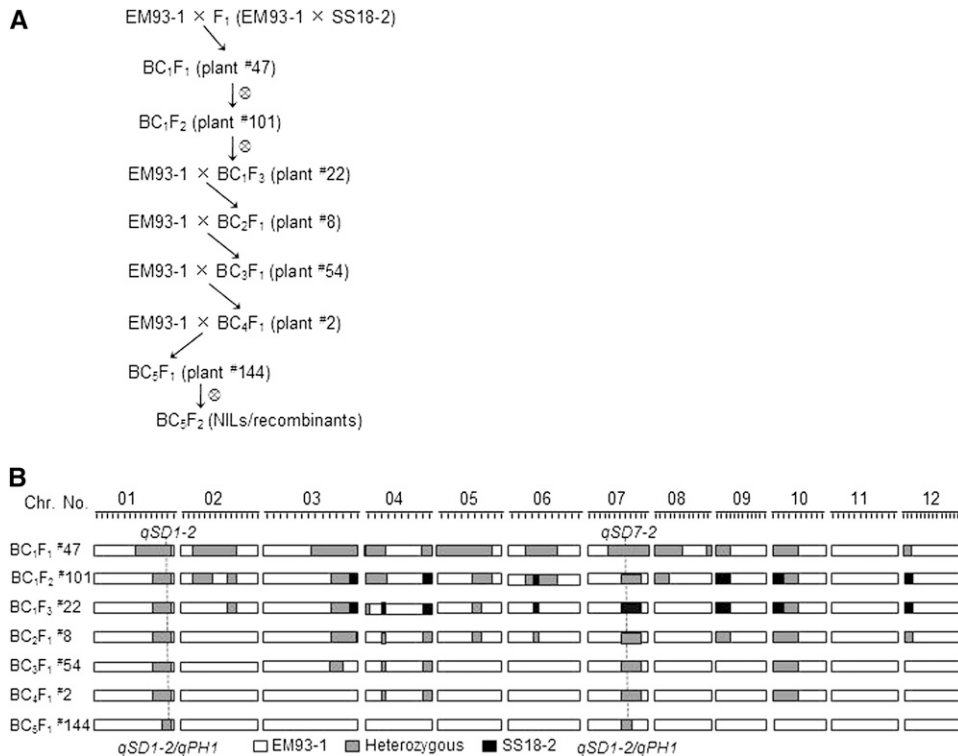 A
EM93-1 × F₁ (EM93-1 × SS18-2)
BC₁F₁ (plant #47)
⊗
BC₁F₂ (plant #101)
⊗
EM93-1 × BC₁F₃ (plant #22)
EM93-1 × BC₂F₁ (plant #8)
EM93-1 × BC₃F₁ (plant #54)
EM93-1 × BC₄F₁ (plant #2)
BC₅F₁ (plant #144)
⊗
BC₅F₂ (NILs/recombinants)
B
Chr. No. 01 02 03 04 05 06 07 08 09 10 11 12
qSD1-2 qSD7-2
BC₁F₁ #47
BC₁F₂ #101
BC₁F₃ #22
BC₂F₁ #8
BC₃F₁ #54
BC₄F₁ #2
BC₅F₁ #144
qSD1-2/qPH1 EM93-1 Heterozygous SS18-2 qSD1-2/qPH1